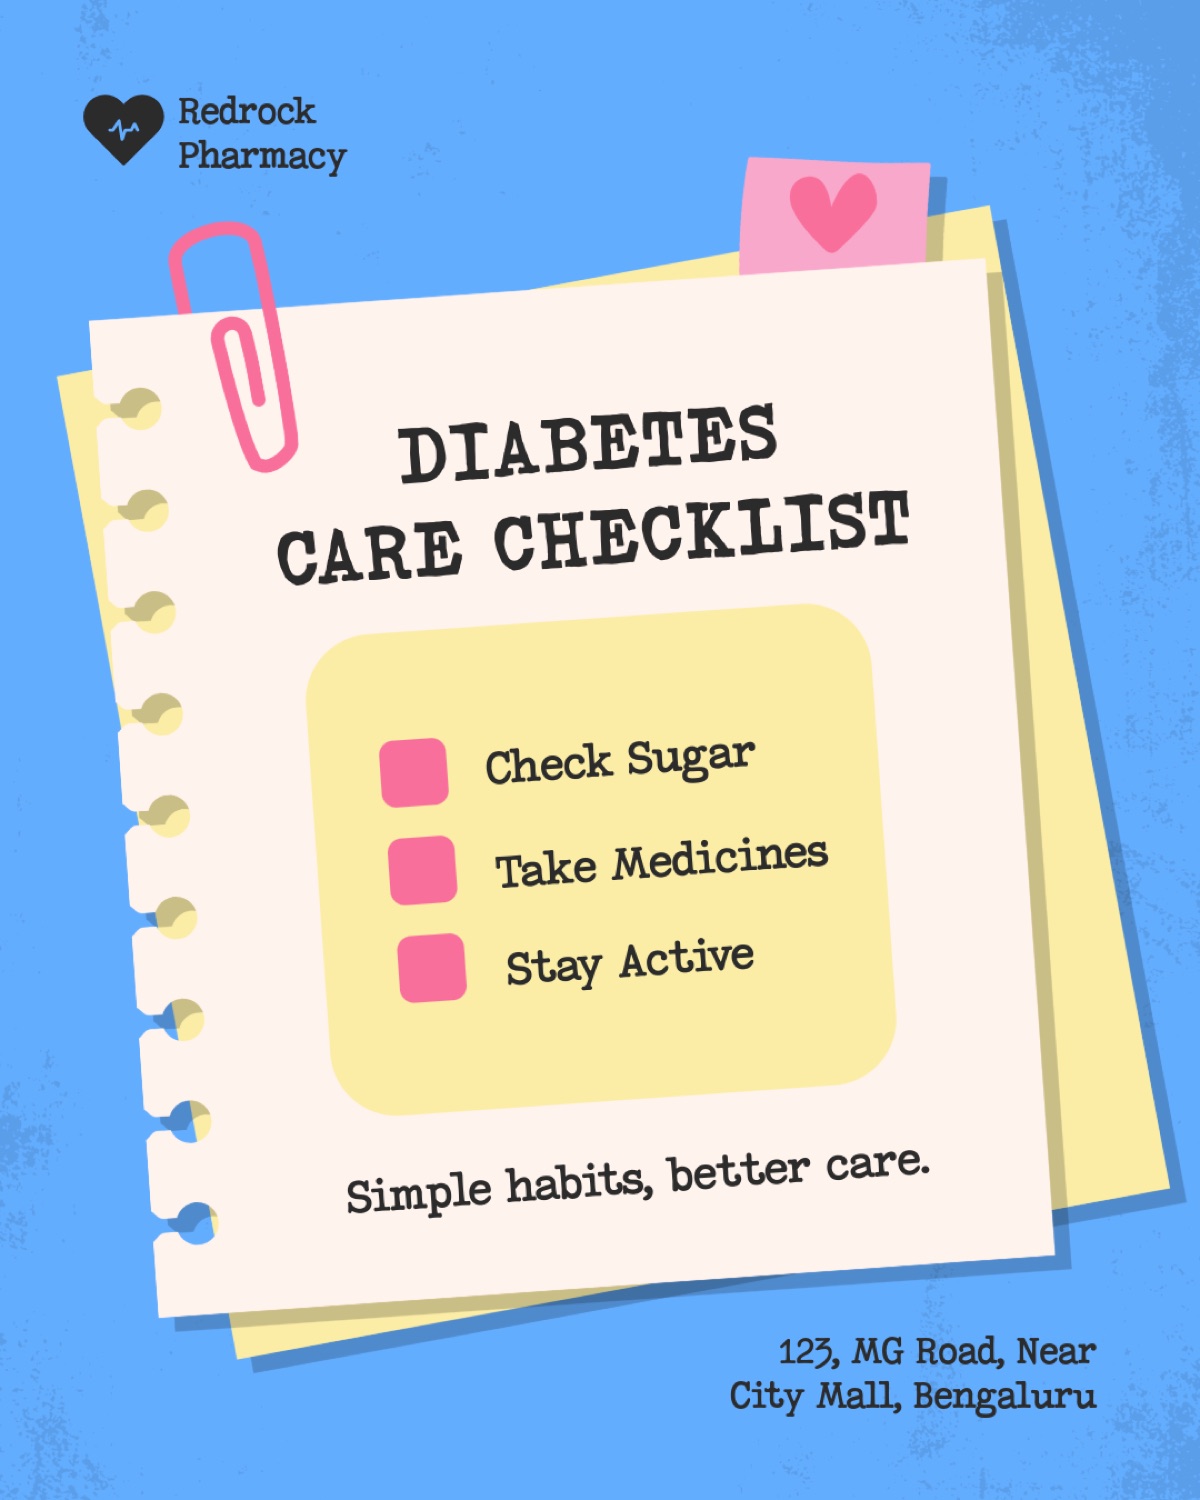 Redrock
Pharmacy
DIABETES
CARE CHECKLIST
Check Sugar
Take Medicines
Stay Active
Simple habits, better care.
123, MG Road, Near
City Mall, Bengaluru